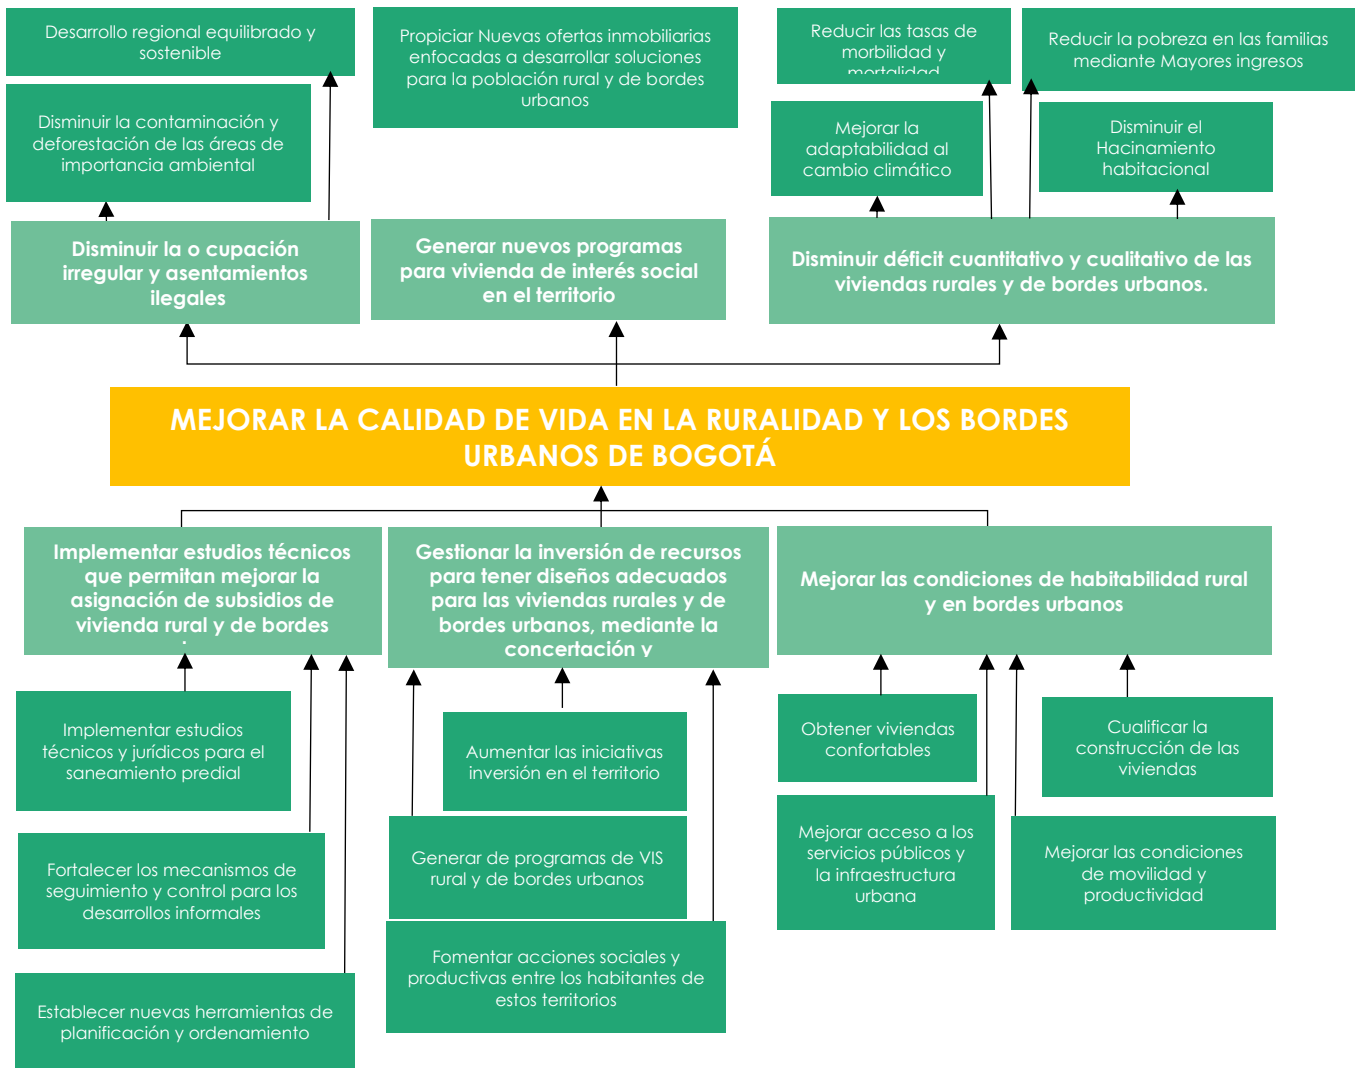 Desarrollo regional equilibrado y
sostenible
Propiciar Nuevas ofertas inmobiliarias
enfocadas a desarrollar soluciones
para la población rural y de bordes
urbanos
Reducir las tasas de
morbilidad y
mortalidad
Reducir la pobreza en las familias
mediante Mayores ingresos
Disminuir la contaminación y
deforestación de las áreas de
importancia ambiental
Mejorar la
adaptabilidad al
cambio climático
Disminuir el
Hacinamiento
habitacional
Disminuir la o cupación
irregular y asentamientos
ilegales
Generar nuevos programas
para vivienda de interés social
en el territorio
Disminuir déficit cuantitativo y cualitativo de las
viviendas rurales y de bordes urbanos.
MEJORAR LA CALIDAD DE VIDA EN LA RURALIDAD Y LOS BORDES
URBANOS DE BOGOTÁ
Implementar estudios técnicos
que permitan mejorar la
asignación de subsidios de
vivienda rural y de bordes
Gestionar la inversión de recursos
para tener diseños adecuados
para las viviendas rurales y de
bordes urbanos, mediante la
concertación y
Mejorar las condiciones de habitabilidad rural
y en bordes urbanos
Implementar estudios
técnicos y jurídicos para el
saneamiento predial
Aumentar las iniciativas
inversión en el territorio
Obtener viviendas
confortables
Cualificar la
construcción de las
viviendas
Fortalecer los mecanismos de
seguimiento y control para los
desarrollos informales
Generar de programas de VIS
rural y de bordes urbanos
Mejorar acceso a los
servicios públicos y
la infraestructura
urbana
Mejorar las condiciones
de movilidad y
productividad
Fomentar acciones sociales y
productivas entre los habitantes de
estos territorios
Establecer nuevas herramientas de
planificación y ordenamiento